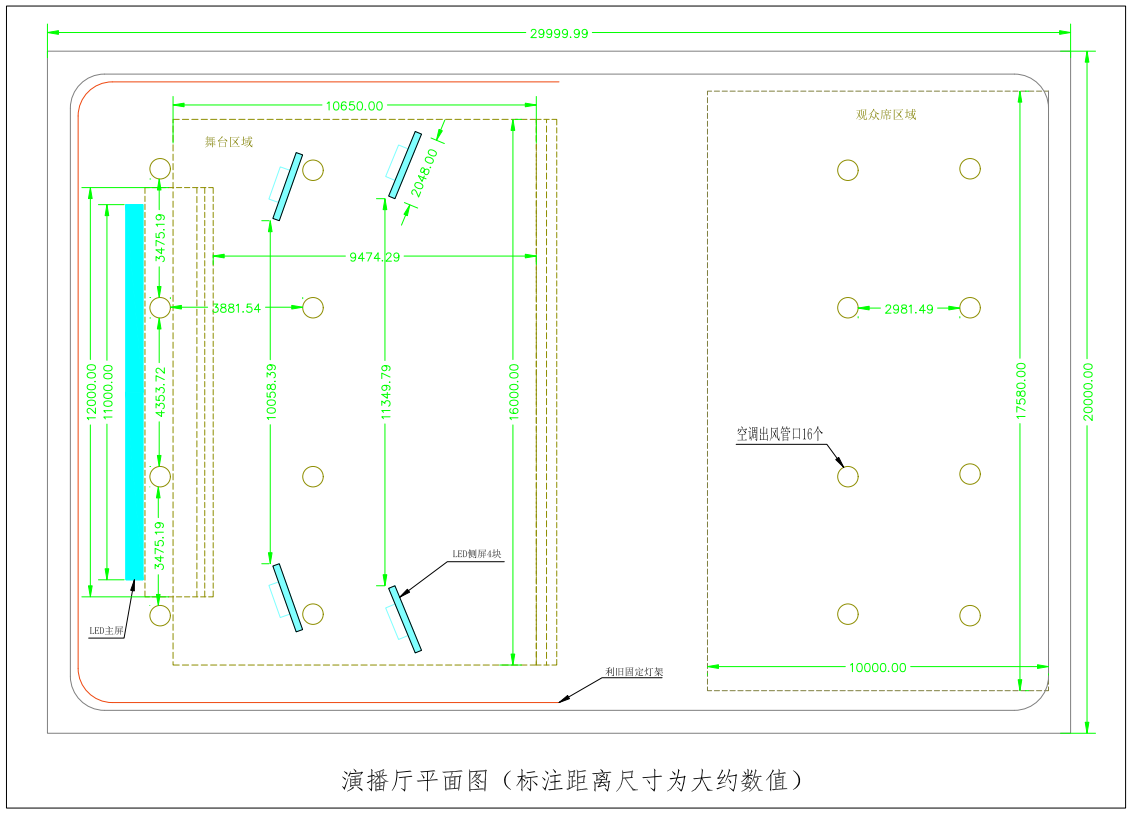 29999.99
10650.00
观众席区域
舞台区域
2048.00
3475.19
9474.29
3881.54
2981.49
12000.00
11000.00
4353.72
10058.39
11349.79
16000.00
17580.00
20000.00
空调出风管口16个
3475.19
LED侧屏4块
LED主屏
10000.00
利旧固定灯架
演播厅平面图（标注距离尺寸为大约数值）